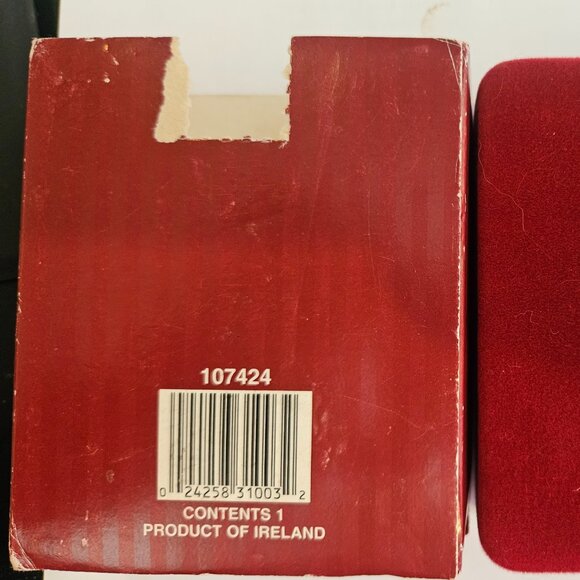 107424
0 24258 31003 2
CONTENTS 1
PRODUCT OF IRELAND